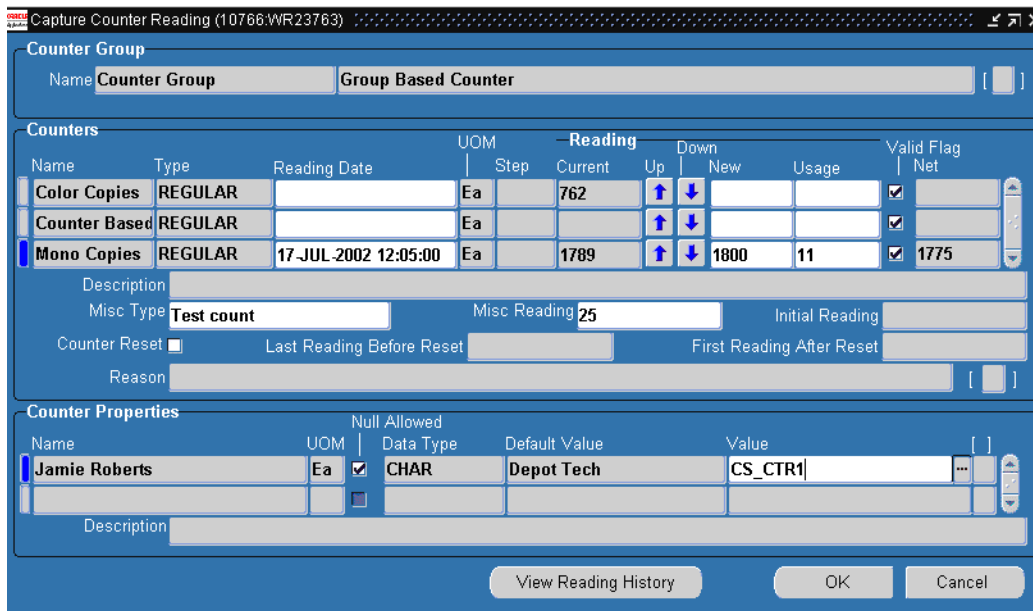 ORACLE Capture Counter Reading (10766:WR23763)
Counter Group
Name Counter Group Group Based Counter [ ]
Counters
UOM Reading Down Valid Flag
Name Type Reading Date Step Current Up New Usage Net
Color Copies REGULAR Ea 762
Counter Based REGULAR Ea
Mono Copies REGULAR 17-JUL-2002 12:05:00 Ea 1789 1800 11 1775
Description
Misc Type Test count Misc Reading 25 Initial Reading
Counter Reset Last Reading Before Reset First Reading After Reset
Reason [ ]
Counter Properties
Null Allowed
Name UOM Data Type Default Value Value [ ]
Jamie Roberts Ea CHAR Depot Tech CS_CTR1 ...
Description
View Reading History OK Cancel